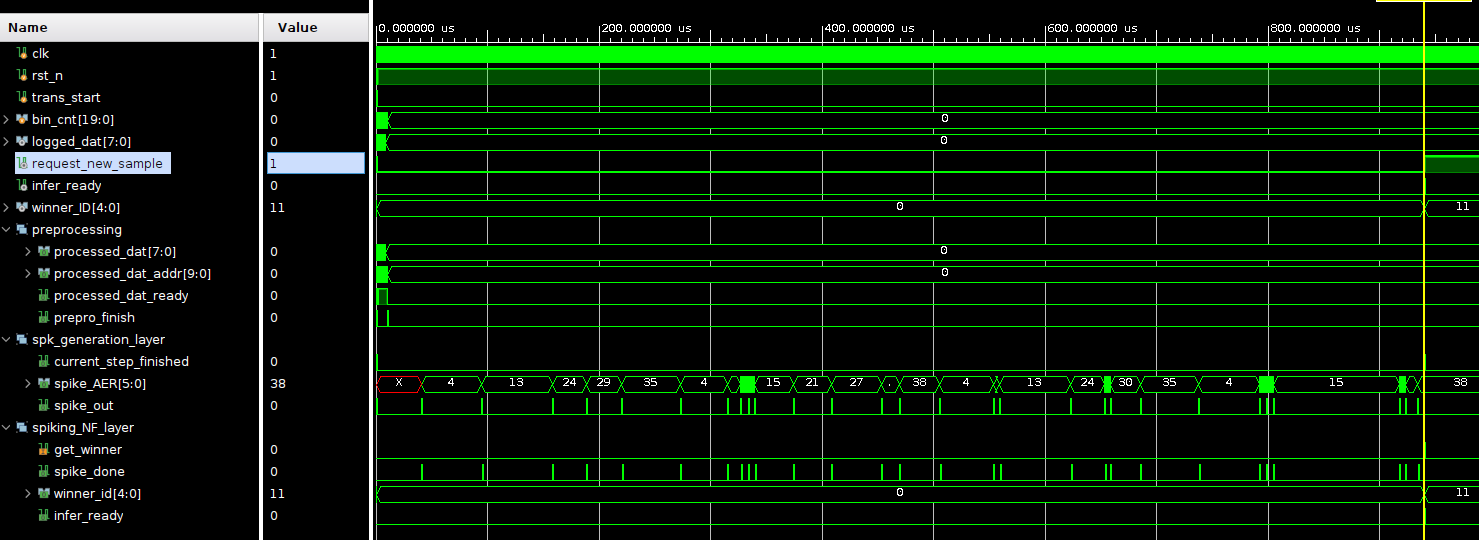 Name Value
0.000000 us 200.000000 us 400.000000 us 600.000000 us 800.000000 us
clk 1
rst_n 1
trans_start 0
bin_cnt[19:0] 0 0
logged_dat[7:0] 0 0
request_new_sample 1
infer_ready 0
winner_ID[4:0] 11 0 11
preprocessing
processed_dat[7:0] 0 0
processed_dat_addr[9:0] 0 0
processed_dat_ready 0
prepro_finish 0
spk_generation_layer
current_step_finished 0
spike_AER[5:0] 38 X 4 13 24 29 35 4 15 21 27 . 38 4 13 24 30 35 4 15 38
spike_out 0
spiking_NF_layer
get_winner 0
spike_done 0
winner_id[4:0] 11 0 11
infer_ready 0